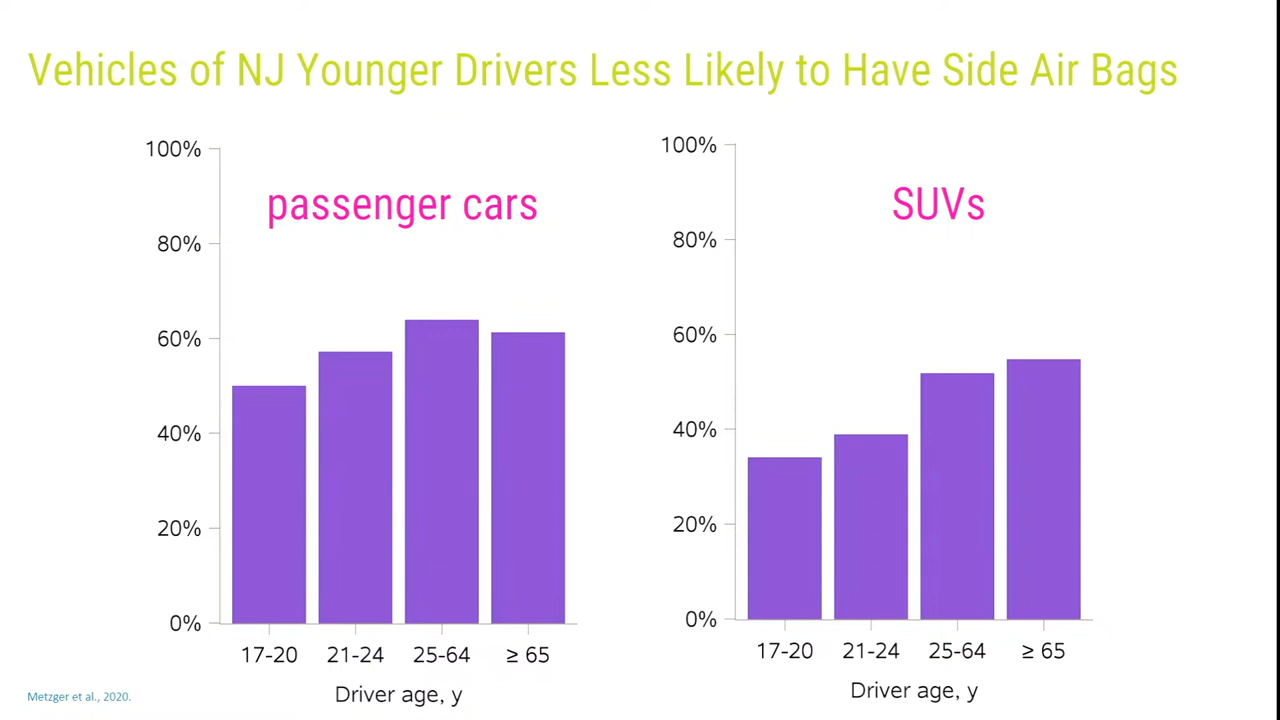 Vehicles of NJ Younger Drivers Less Likely to Have Side Air Bags
passenger cars
100%
80%
60%
40%
20%
0%
17-20 21-24 25-64 ≥ 65
Driver age, y
SUVs
100%
80%
60%
40%
20%
0%
17-20 21-24 25-64 ≥ 65
Driver age, y
Metzger et al., 2020.